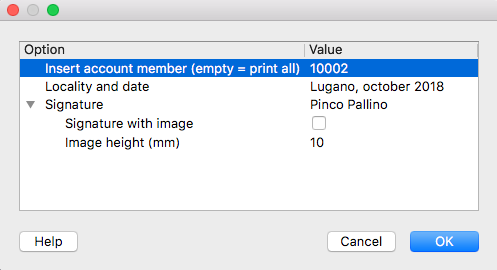 Option Value
Insert account member (empty = print all) 10002
Locality and date Lugano, october 2018
Signature Pinco Pallino
Signature with image
Image height (mm) 10
Help Cancel OK